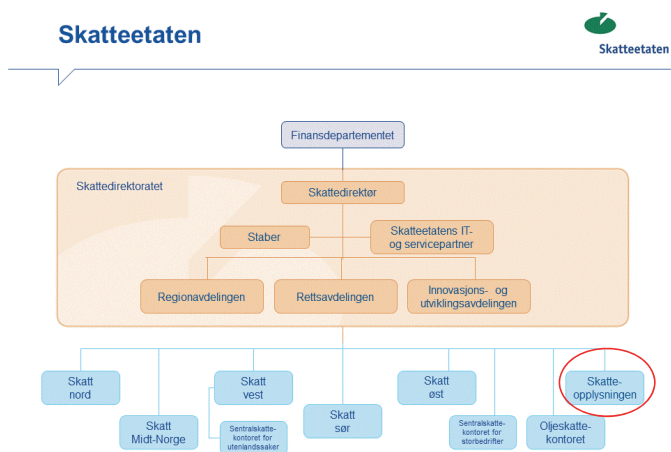 Skatteetaten
Skatteetaten
Finansdepartementet
Skattedirektoratet
Skattedirektør
Staber
Skatteetatens IT-
og servicepartner
Regionavdelingen
Rettsavdelingen
Innovasjons- og
utviklingsavdelingen
Skatt
nord
Skatt
Midt-Norge
Skatt
vest
Sentralskatte-
kontoret for
utenlandssaker
Skatt
sør
Skatt
øst
Sentralskatte-
kontoret for
storbedrifter
Oljeskatte-
kontoret
Skatte-
opplysningen